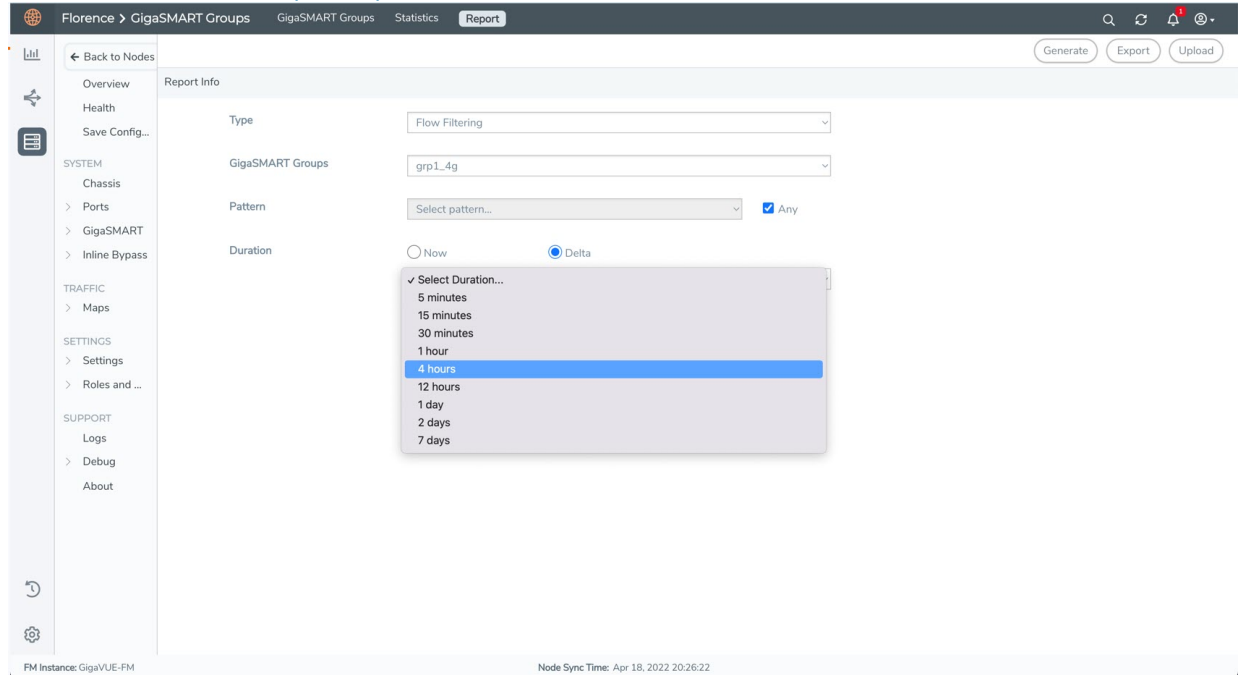 Florence > GigaSMART Groups GigaSMART Groups Statistics Report 1
← Back to Nodes Generate Export Upload
Overview
Health
Save Config...
SYSTEM
Chassis
> Ports
> GigaSMART
> Inline Bypass
TRAFFIC
> Maps
SETTINGS
> Settings
> Roles and ...
SUPPORT
Logs
> Debug
About
Report Info
Type Flow Filtering
GigaSMART Groups grp1_4g
Pattern Select pattern... Any
Duration Now Delta
✓ Select Duration...
5 minutes
15 minutes
30 minutes
1 hour
4 hours
12 hours
1 day
2 days
7 days
FM Instance: GigaVUE-FM Node Sync Time: Apr 18, 2022 20:26:22